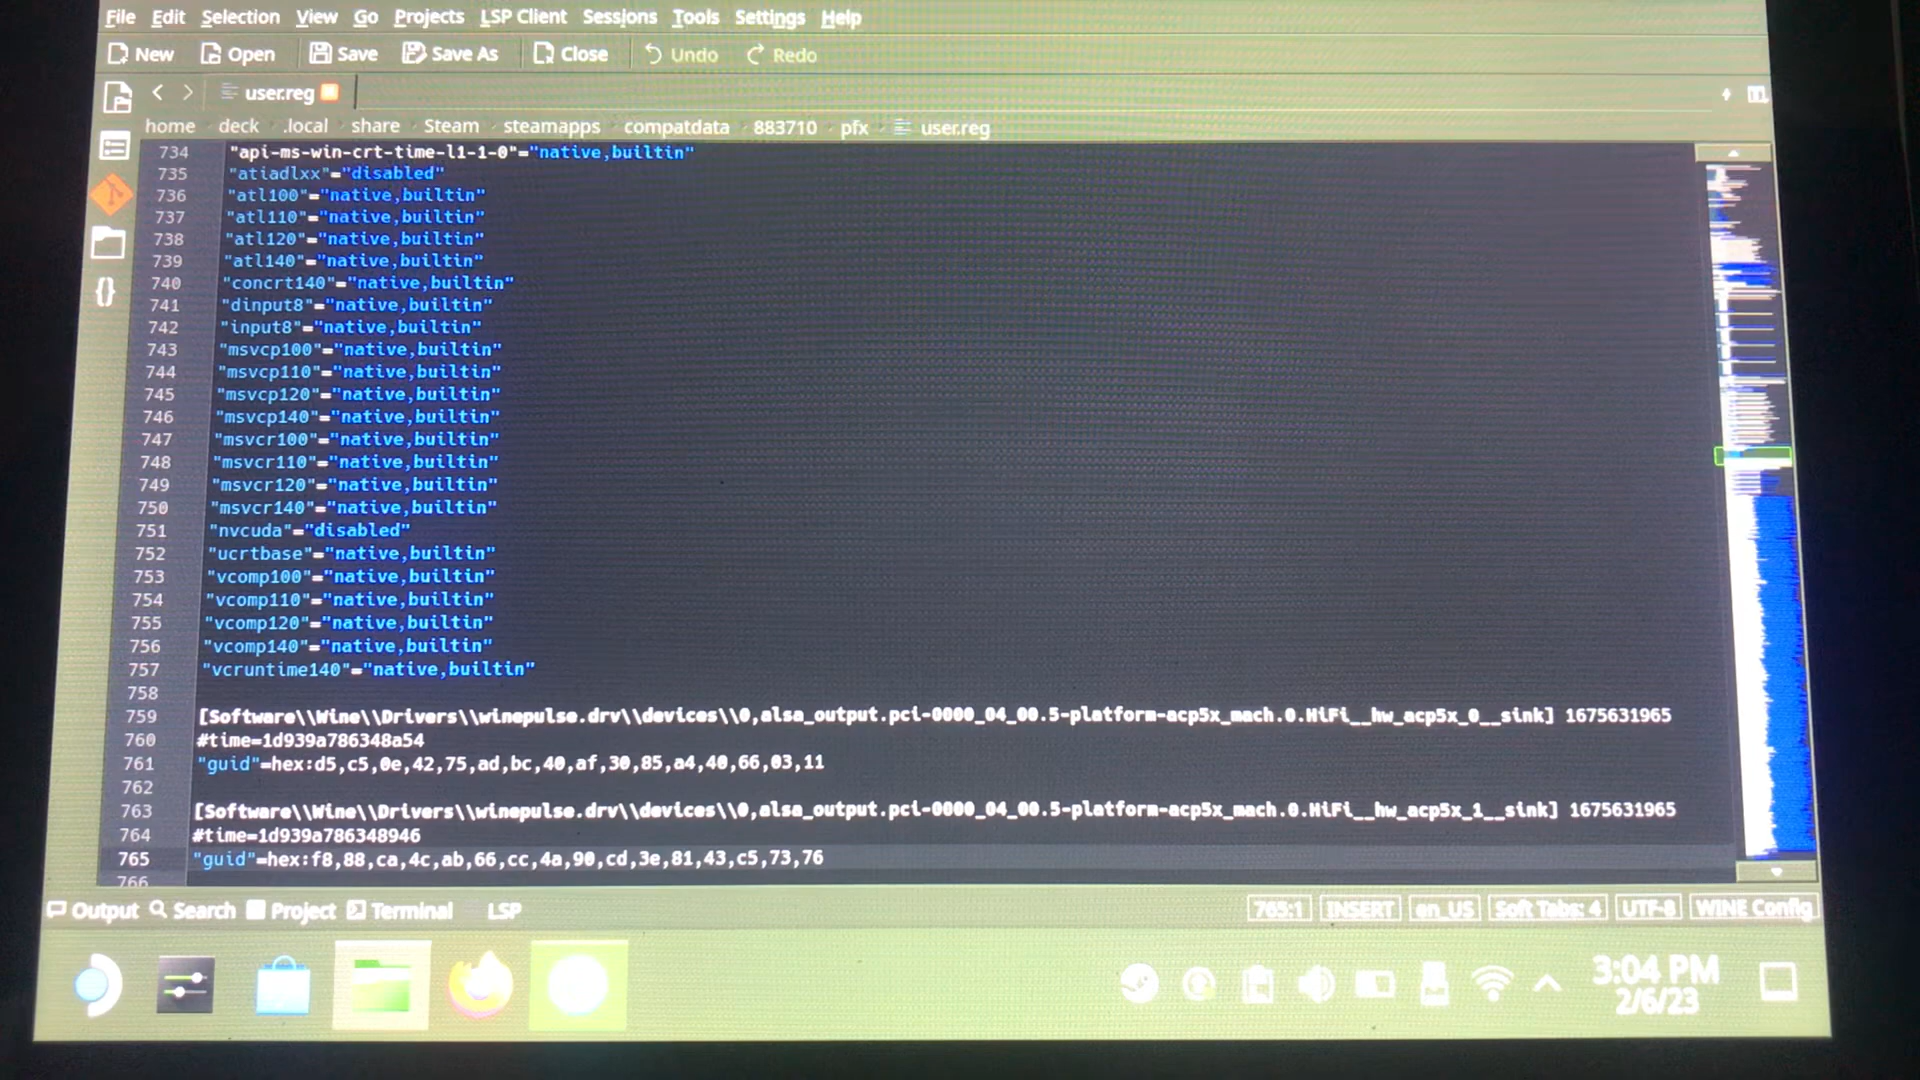 File Edit Selection View Go Projects LSP Client Sessions Tools Settings Help
New Open Save Save As Close Undo Redo
user.reg
home deck .local share Steam steamapps compatdata 883710 pfx user.reg
734 "api-ms-win-crt-time-l1-1-0"="native,builtin"
735 "atiadlxx"="disabled"
736 "atl100"="native,builtin"
737 "atl110"="native,builtin"
738 "atl120"="native,builtin"
739 "atl140"="native,builtin"
740 "concrt140"="native,builtin"
741 "dinput8"="native,builtin"
742 "input8"="native,builtin"
743 "msvcp100"="native,builtin"
744 "msvcp110"="native,builtin"
745 "msvcp120"="native,builtin"
746 "msvcp140"="native,builtin"
747 "msvcr100"="native,builtin"
748 "msvcr110"="native,builtin"
749 "msvcr120"="native,builtin"
750 "msvcr140"="native,builtin"
751 "nvcuda"="disabled"
752 "ucrtbase"="native,builtin"
753 "vcomp100"="native,builtin"
754 "vcomp110"="native,builtin"
755 "vcomp120"="native,builtin"
756 "vcomp140"="native,builtin"
757 "vcruntime140"="native,builtin"
758
759 [Software\\Wine\\Drivers\\winepulse.drv\\devices\\0,alsa_output.pci-0000_04_00.5-platform-acp5x_mach.0.HiFi__hw_acp5x_0__sink] 1675631965
760 #time=1d939a786348a54
761 "guid"=hex:d5,c5,0e,42,75,ad,bc,40,af,30,85,a4,40,66,03,11
762
763 [Software\\Wine\\Drivers\\winepulse.drv\\devices\\0,alsa_output.pci-0000_04_00.5-platform-acp5x_mach.0.HiFi__hw_acp5x_1__sink] 1675631965
764 #time=1d939a786348946
765 "guid"=hex:f8,88,ca,4c,ab,66,cc,4a,90,cd,3e,81,43,c5,73,76
766
Output Search Project Terminal LSP 765:1 INSERT en_US Soft Tabs: 4 UTF-8 WINE Config
3:04 PM
2/6/23